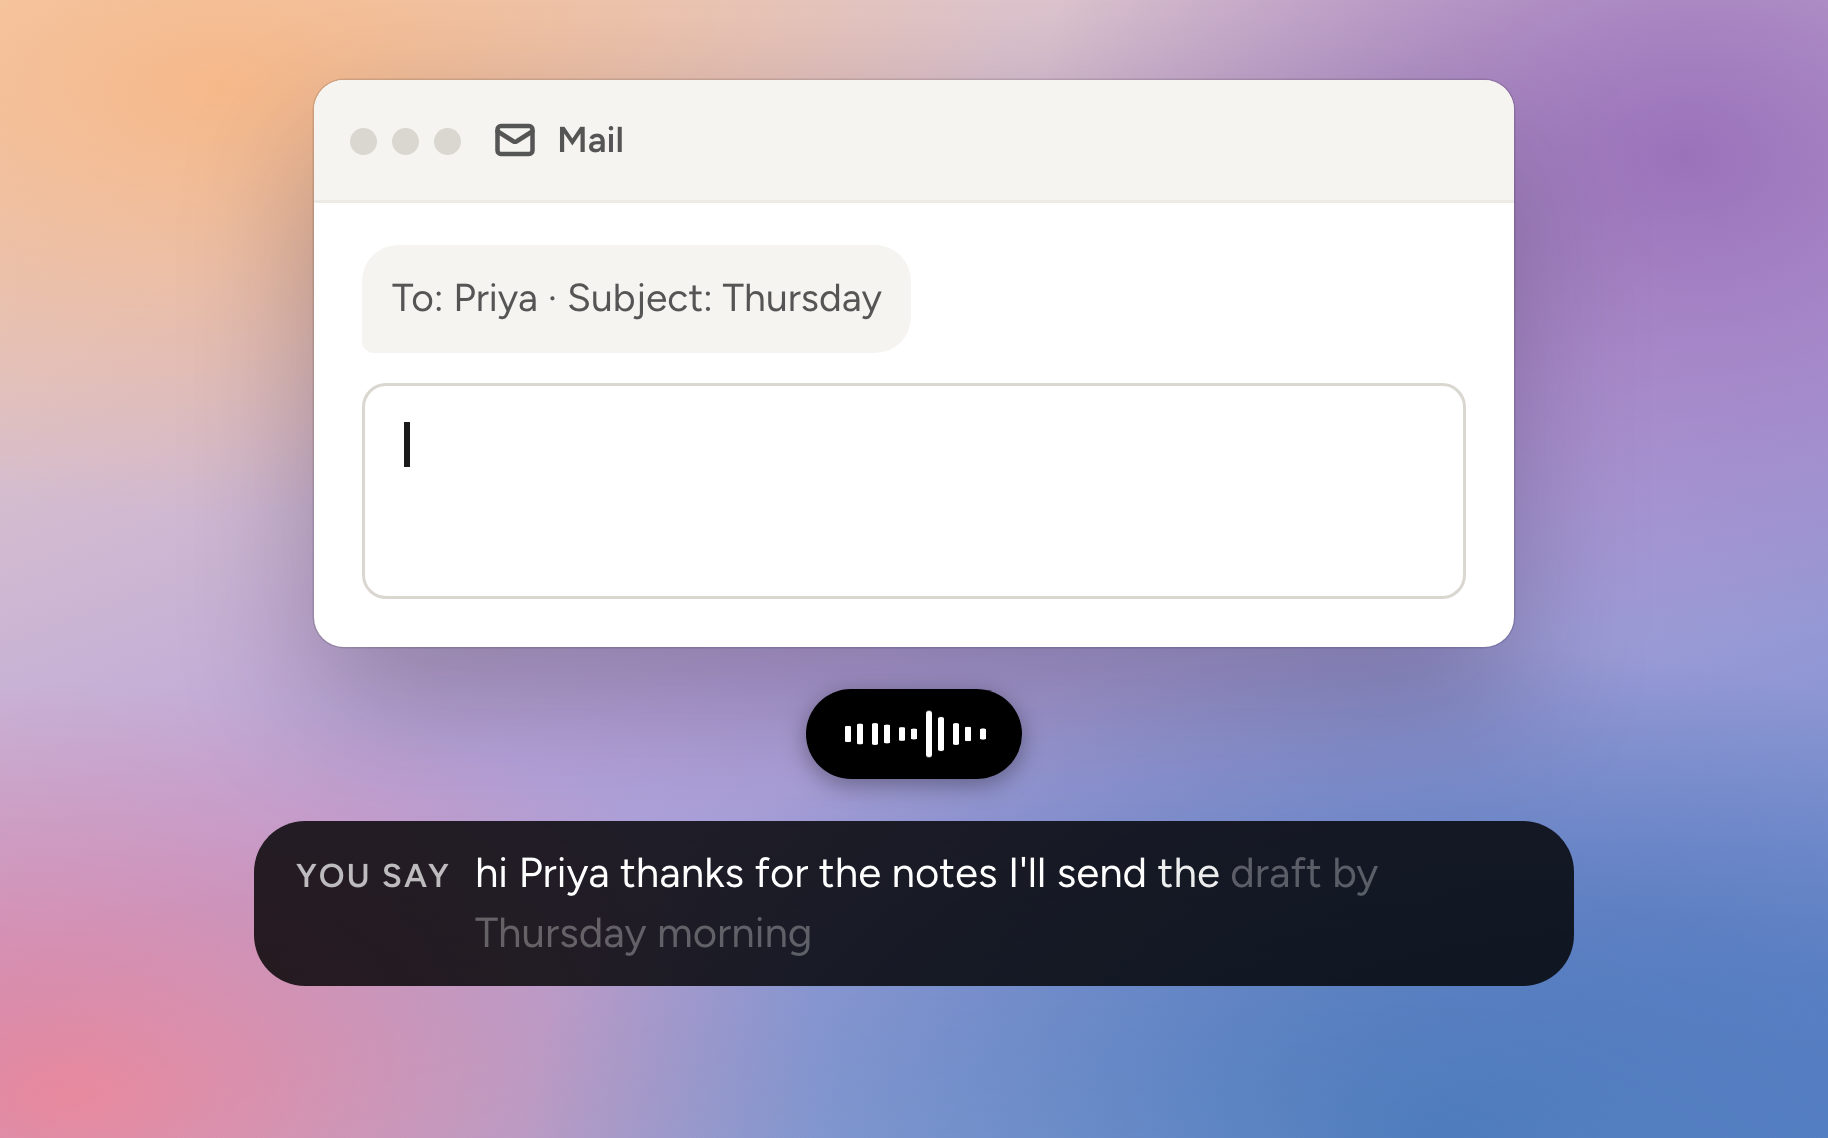 Mail
To: Priya · Subject: Thursday
YOU SAY hi Priya thanks for the notes I'll send the draft by
Thursday morning